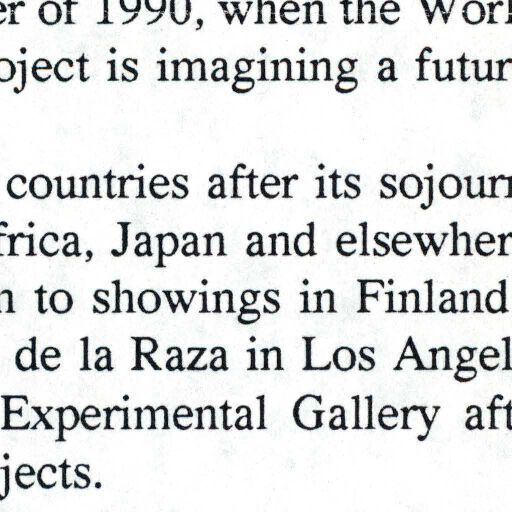 er of 1990, when the Worl
oject is imagining a futur
countries after its sojourn
frica, Japan and elsewher
n to showings in Finland
de la Raza in Los Angel
Experimental Gallery aft
jects.